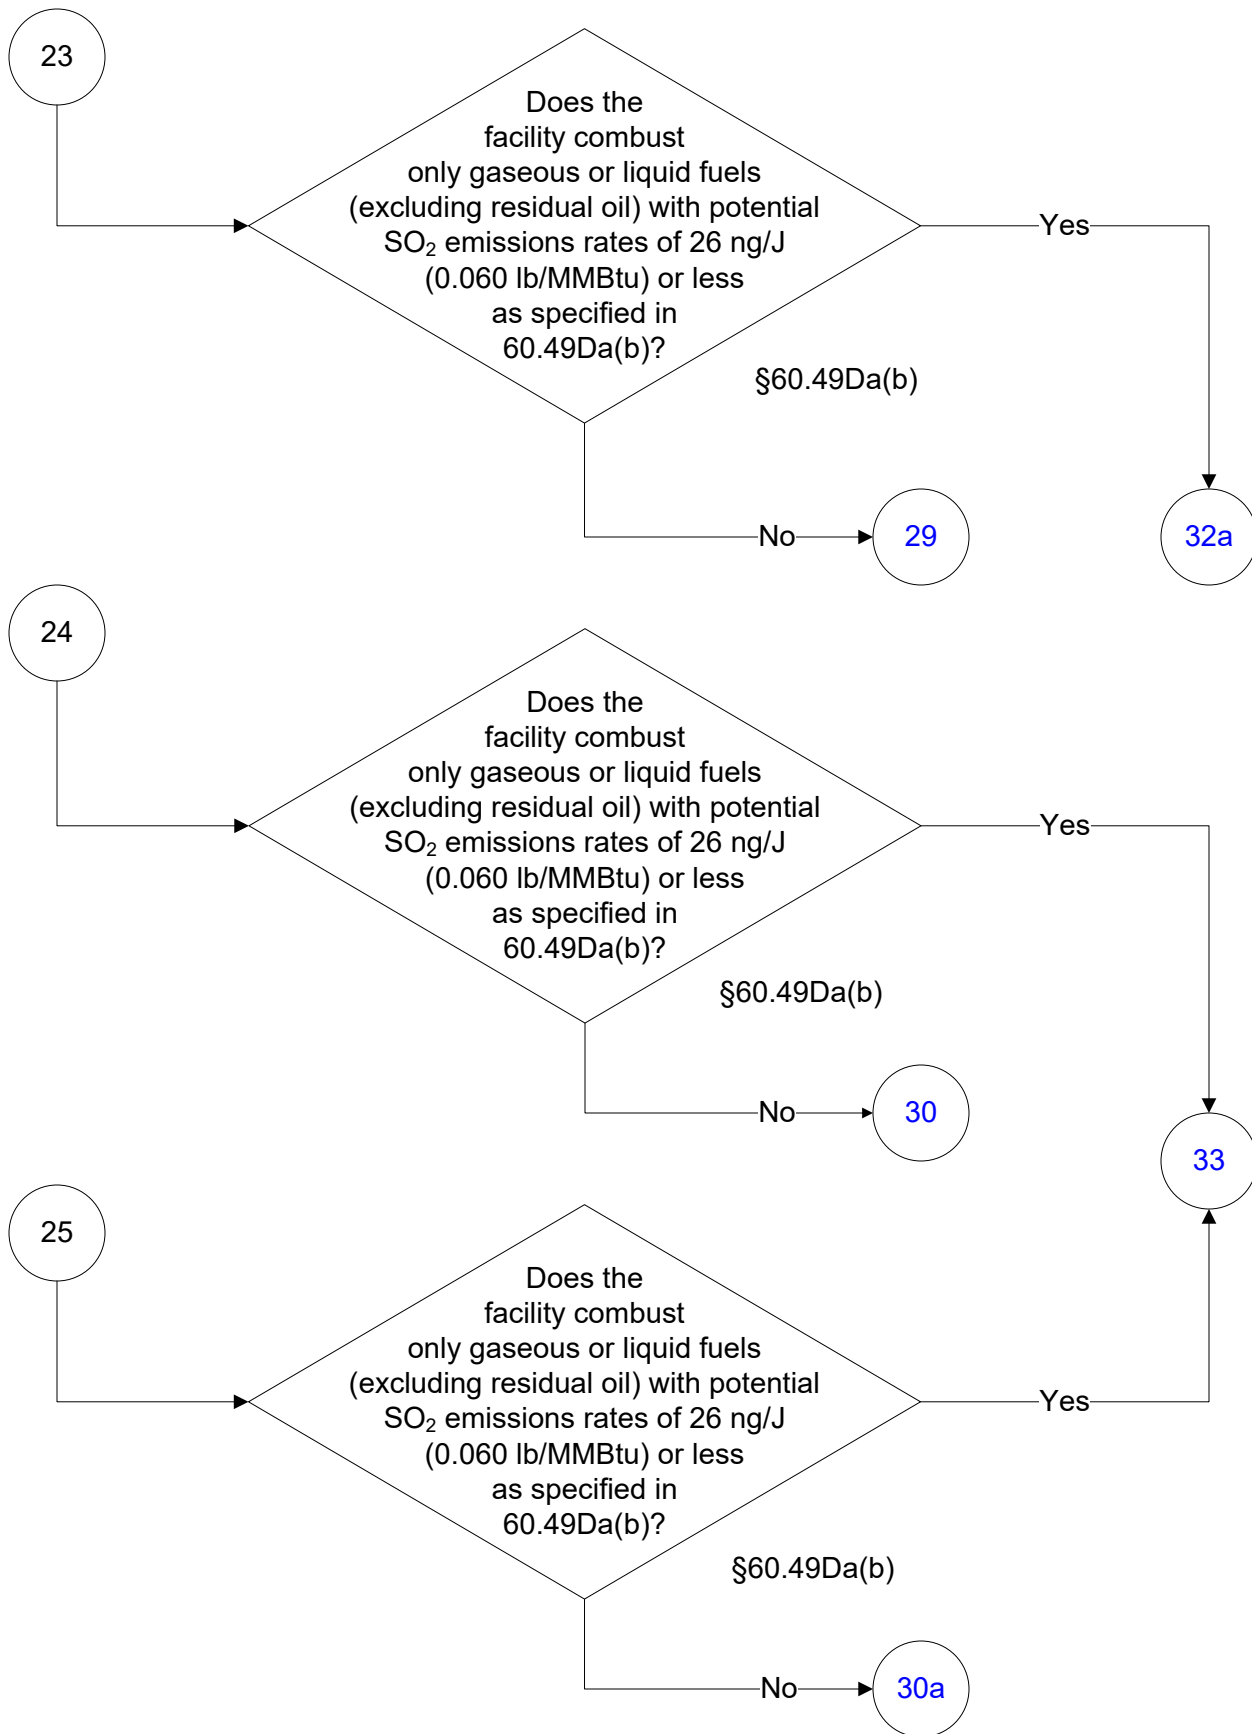 23
Does the
facility combust
only gaseous or liquid fuels
(excluding residual oil) with potential
SO₂ emissions rates of 26 ng/J
(0.060 lb/MMBtu) or less
as specified in
60.49Da(b)?
Yes
§60.49Da(b)
No
29
32a
24
Does the
facility combust
only gaseous or liquid fuels
(excluding residual oil) with potential
SO₂ emissions rates of 26 ng/J
(0.060 lb/MMBtu) or less
as specified in
60.49Da(b)?
Yes
§60.49Da(b)
No
30
33
25
Does the
facility combust
only gaseous or liquid fuels
(excluding residual oil) with potential
SO₂ emissions rates of 26 ng/J
(0.060 lb/MMBtu) or less
as specified in
60.49Da(b)?
Yes
§60.49Da(b)
No
30a